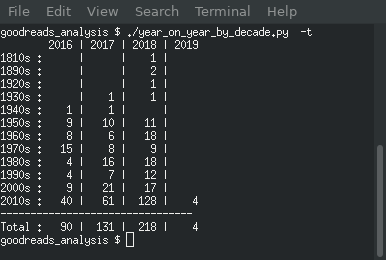 File Edit View Search Terminal Help
goodreads_analysis $ ./year_on_year_by_decade.py  -t
        2016 | 2017 | 2018 | 2019
1810s :      |      |    1 |
1890s :      |      |    2 |
1920s :      |      |    1 |
1930s :      |    1 |    1 |
1940s :    1 |    1 |      |
1950s :    9 |   10 |   11 |
1960s :    8 |    6 |   18 |
1970s :   15 |    8 |    9 |
1980s :    4 |   16 |   18 |
1990s :    4 |    7 |   12 |
2000s :    9 |   21 |   17 |
2010s :   40 |   61 |  128 |    4
---------------------------------
Total :   90 |  131 |  218 |    4
goodreads_analysis $